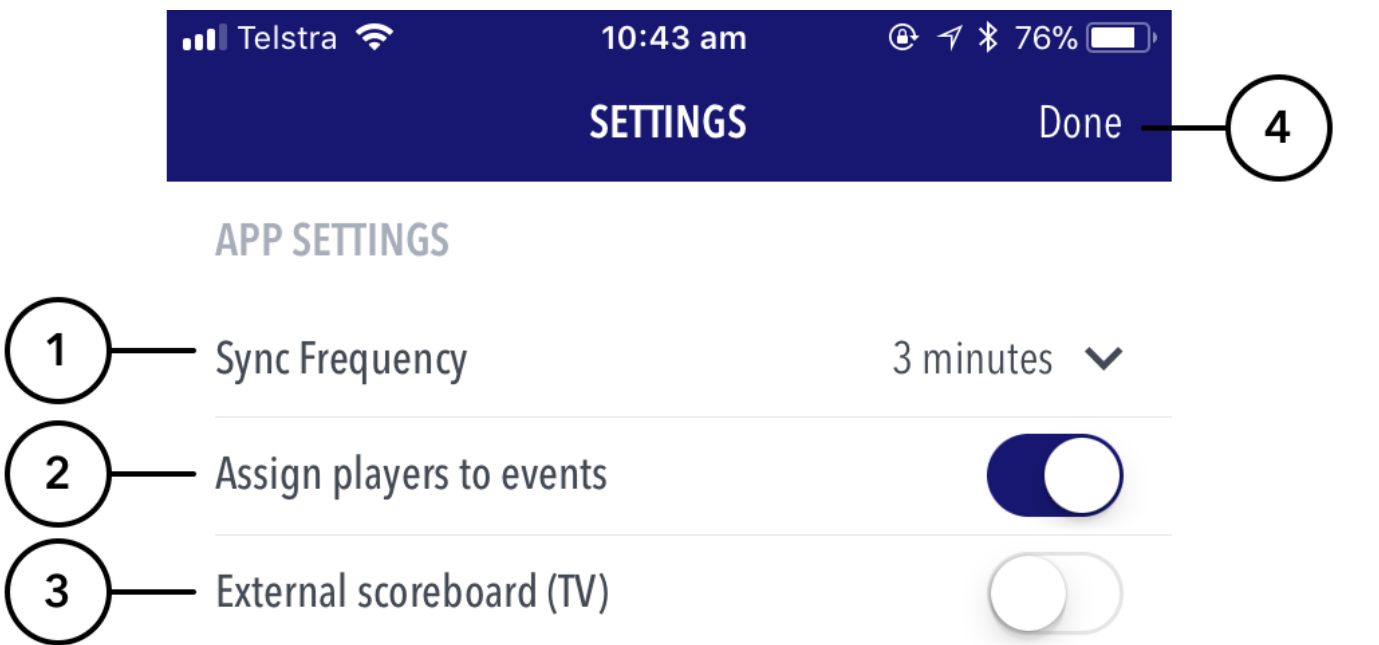 Telstra 10:43 am 76%
SETTINGS Done 4
APP SETTINGS
1 Sync Frequency 3 minutes
2 Assign players to events
3 External scoreboard (TV)